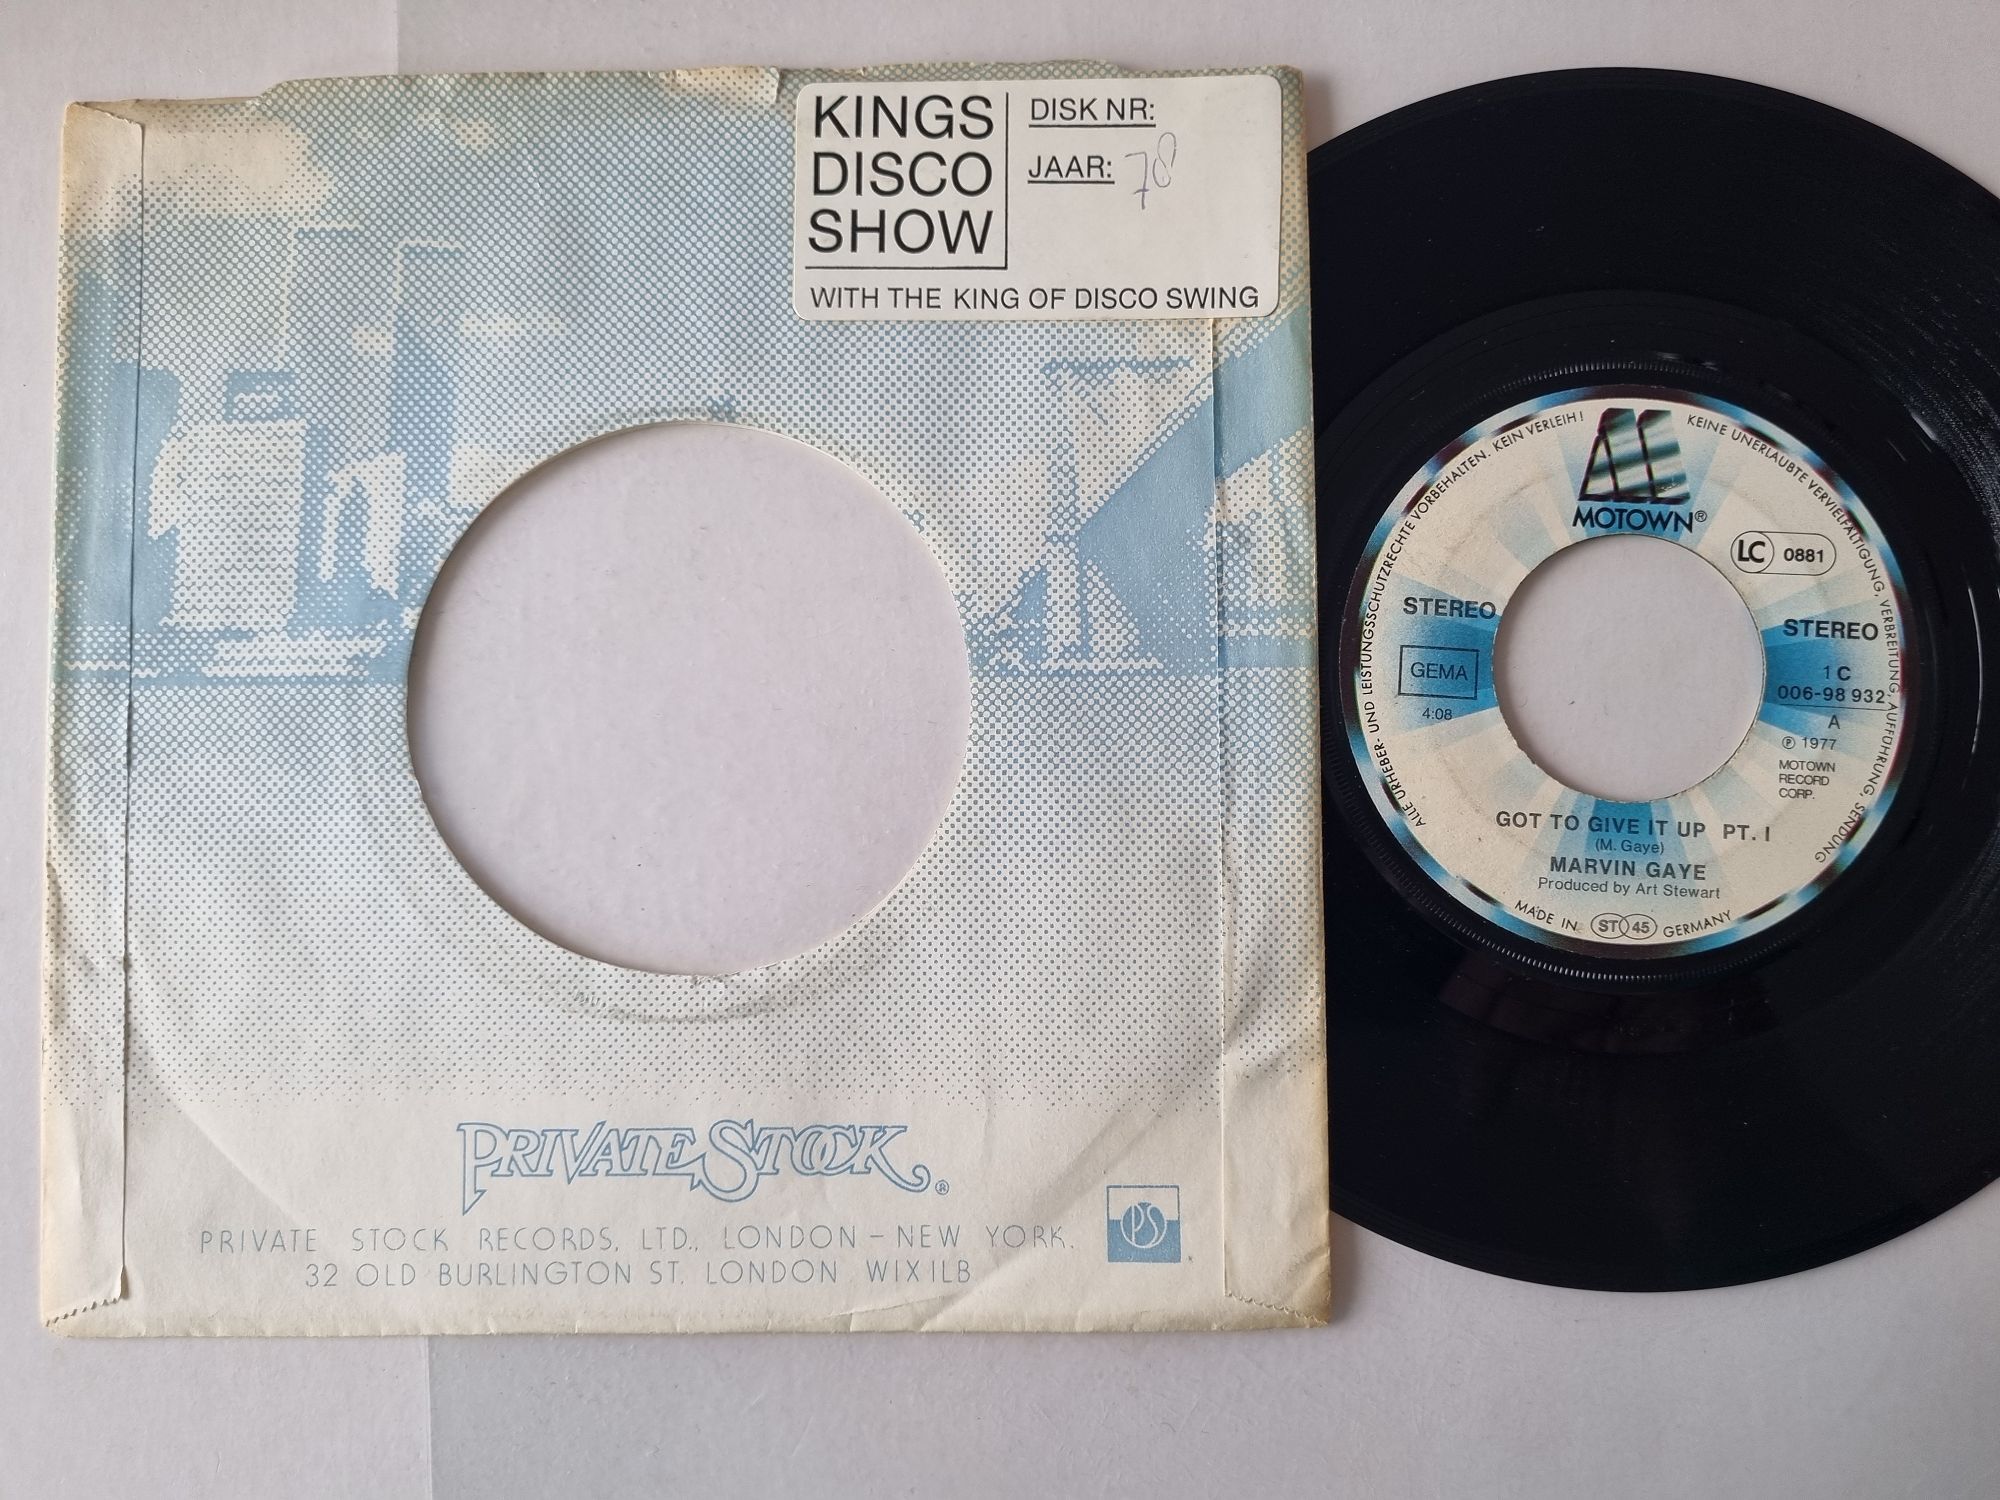 KINGS
DISCO
SHOW
DISK NR:
JAAR: 78
WITH THE KING OF DISCO SWING
PRIVATE STOCK ®
PRIVATE STOCK RECORDS, LTD., LONDON – NEW YORK.
32 OLD BURLINGTON ST. LONDON W1X1LB
PS
ALLE URHEBER- UND LEISTUNGSSCHUTZRECHTE VORBEHALTEN. KEIN VERLEIH! KEINE UNERLAUBTE VERVIELFÄLTIGUNG, VERBREITUNG, AUFFÜHRUNG, SENDUNG
MOTOWN®
LC 0881
STEREO
GEMA
4:08
STEREO
1 C
006-98 932
A
℗ 1977
MOTOWN
RECORD
CORP.
GOT TO GIVE IT UP PT. I
(M. Gaye)
MARVIN GAYE
Produced by Art Stewart
MADE IN ST 45 GERMANY